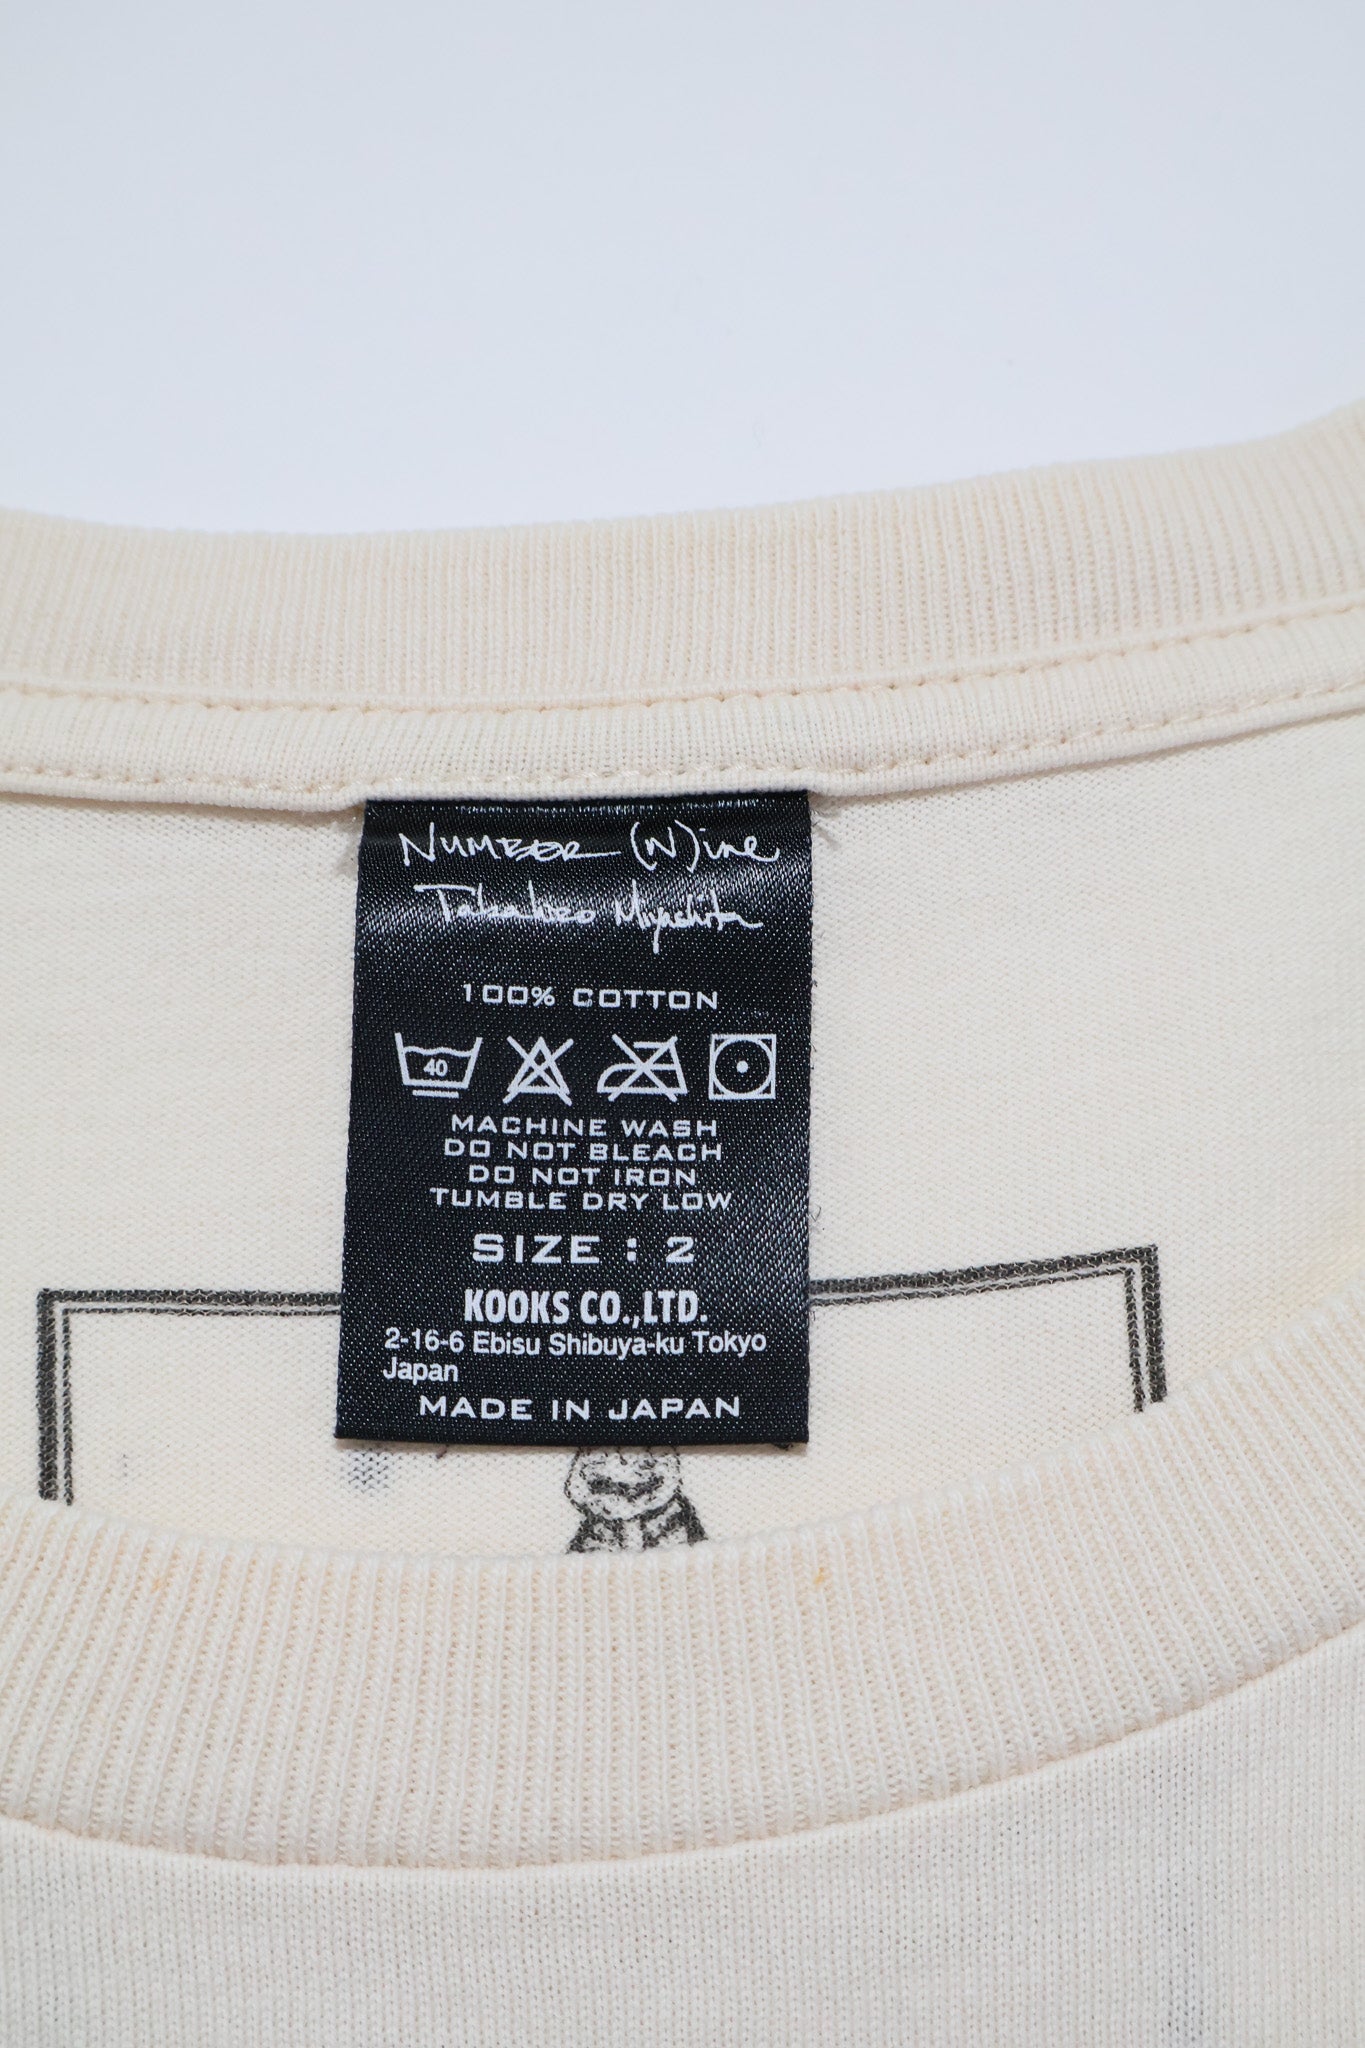 NUMBER (N)ine
Takahiro Miyashita
100% COTTON
40
MACHINE WASH
DO NOT BLEACH
DO NOT IRON
TUMBLE DRY LOW
SIZE : 2
KOOKS CO.,LTD.
2-16-6 Ebisu Shibuya-ku Tokyo
Japan
MADE IN JAPAN